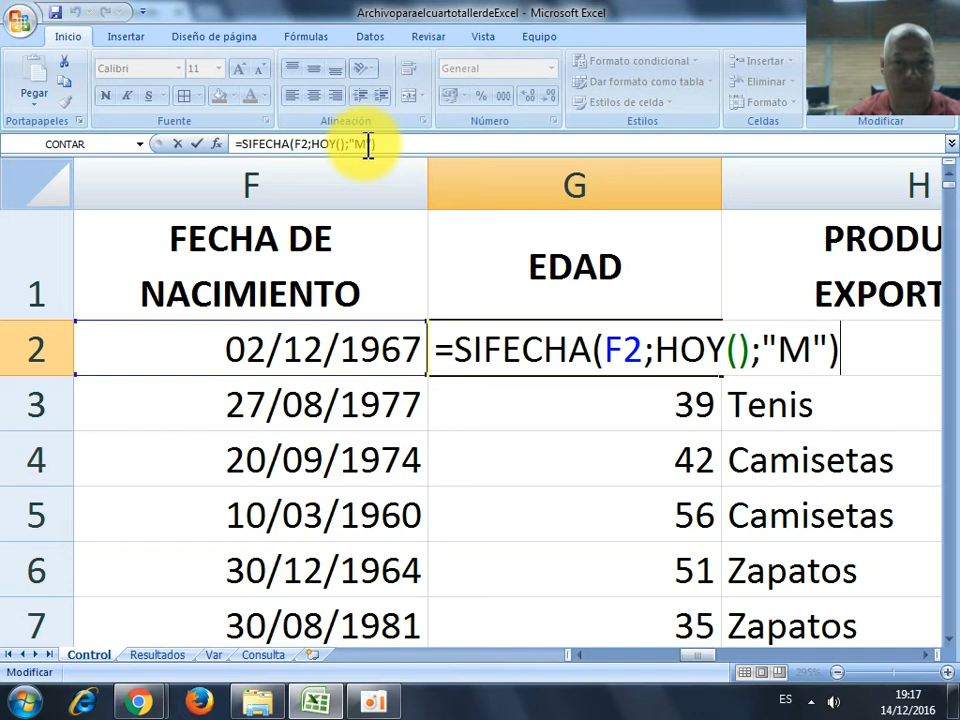 ArchivoparaelcuartotallerdeExcel - Microsoft Excel
Inicio Insertar Diseño de página Fórmulas Datos Revisar Vista Equipo
Calibri 11 General Formato condicional Insertar
Dar formato como tabla Eliminar
Pegar N K S % 000 Estilos de celda Formato
Portapapeles Fuente Alineación Número Estilos Celdas Modificar
CONTAR fx =SIFECHA(F2;HOY();"M")
F G H
1 FECHA DE NACIMIENTO EDAD PRODU EXPORT
2 02/12/1967 =SIFECHA(F2;HOY();"M")
3 27/08/1977 39 Tenis
4 20/09/1974 42 Camisetas
5 10/03/1960 56 Camisetas
6 30/12/1964 51 Zapatos
7 30/08/1981 35 Zapatos
Control Resultados Var Consulta
Modificar 295%
ES 19:17
14/12/2016